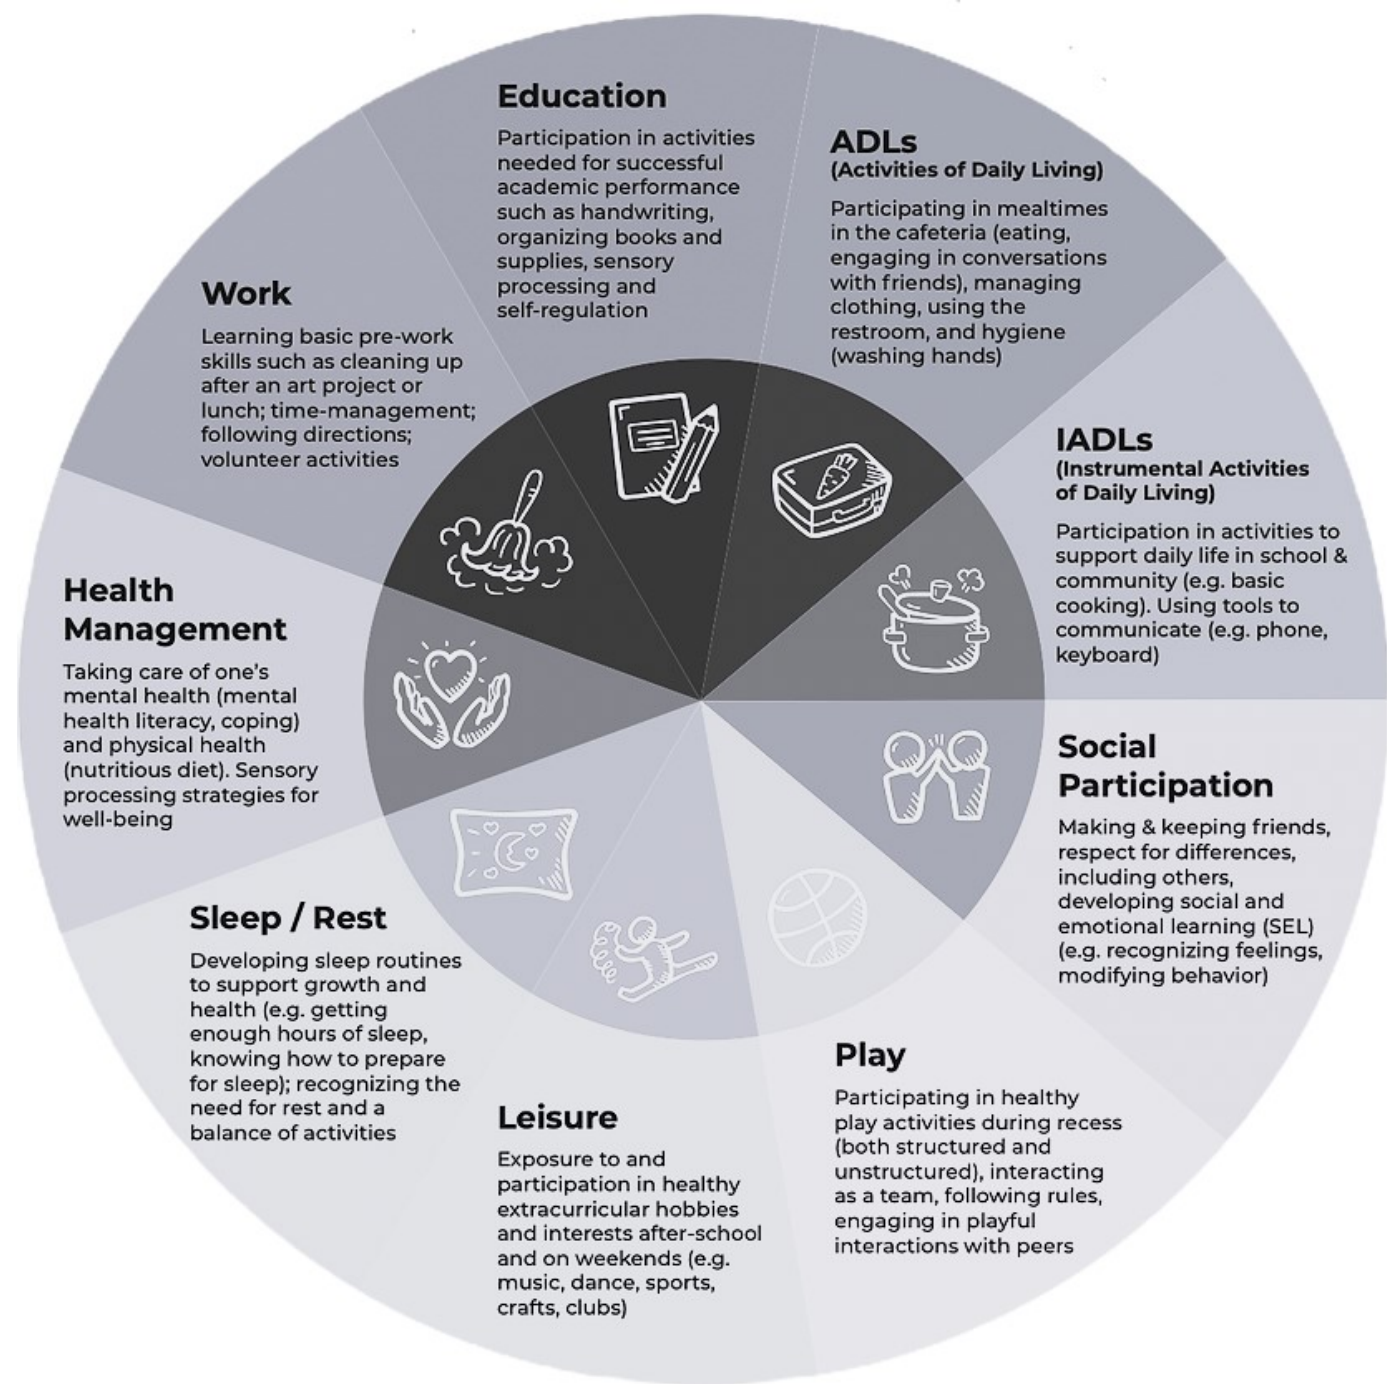 Education
Participation in activities
needed for successful
academic performance
such as handwriting,
organizing books and
supplies, sensory
processing and
self-regulation
ADLs
(Activities of Daily Living)
Participating in mealtimes
in the cafeteria (eating,
engaging in conversations
with friends), managing
clothing, using the
restroom, and hygiene
(washing hands)
IADLs
(Instrumental Activities
of Daily Living)
Participation in activities to
support daily life in school &
community (e.g. basic
cooking). Using tools to
communicate (e.g. phone,
keyboard)
Social
Participation
Making & keeping friends,
respect for differences,
including others,
developing social and
emotional learning (SEL)
(e.g. recognizing feelings,
modifying behavior)
Play
Participating in healthy
play activities during recess
(both structured and
unstructured), interacting
as a team, following rules,
engaging in playful
interactions with peers
Leisure
Exposure to and
participation in healthy
extracurricular hobbies
and interests after-school
and on weekends (e.g.
music, dance, sports,
crafts, clubs)
Sleep / Rest
Developing sleep routines
to support growth and
health (e.g. getting
enough hours of sleep,
knowing how to prepare
for sleep); recognizing the
need for rest and a
balance of activities
Health
Management
Taking care of one's
mental health (mental
health literacy, coping)
and physical health
(nutritious diet). Sensory
processing strategies for
well-being
Work
Learning basic pre-work
skills such as cleaning up
after an art project or
lunch; time-management;
following directions;
volunteer activities